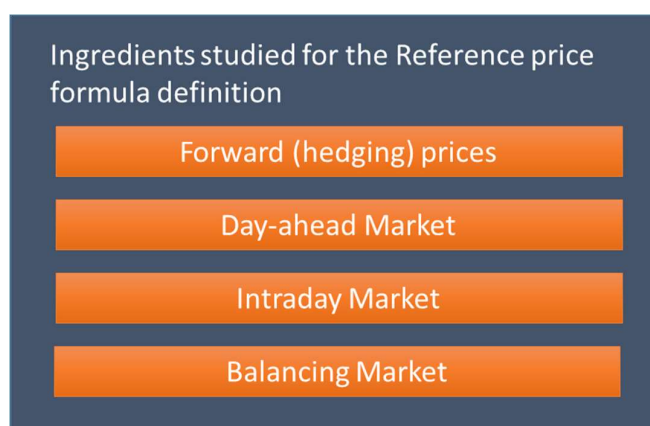 Ingredients studied for the Reference price
formula definition
Forward (hedging) prices
Day-ahead Market
Intraday Market
Balancing Market